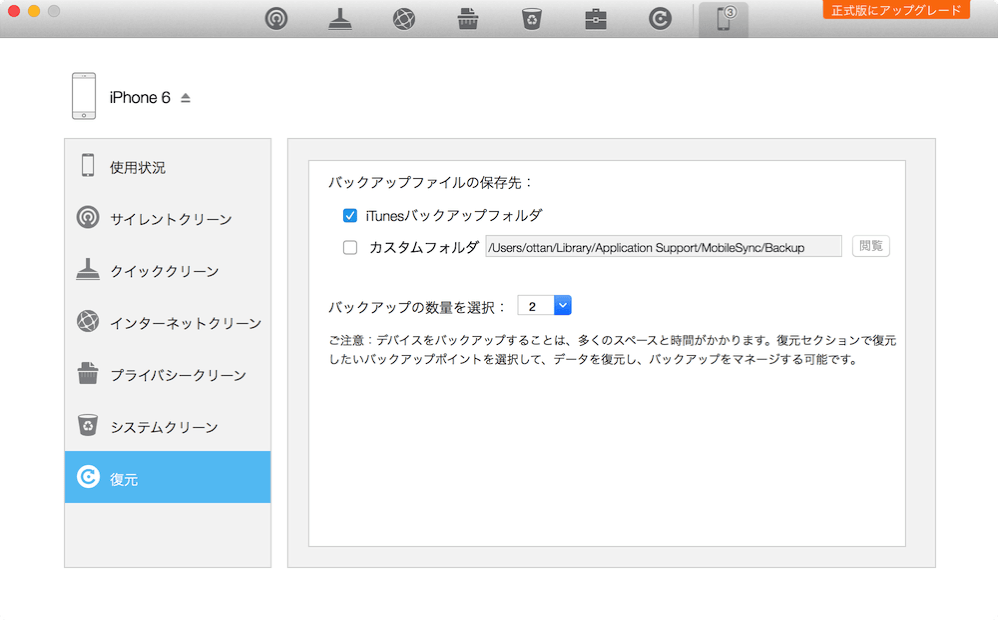 正式版にアップグレード
3
iPhone 6
使用状況
サイレントクリーン
クイッククリーン
インターネットクリーン
プライバシークリーン
システムクリーン
復元
バックアップファイルの保存先：
iTunesバックアップフォルダ
カスタムフォルダ /Users/ottan/Library/Application Support/MobileSync/Backup 閲覧
バックアップの数量を選択： 2
ご注意：デバイスをバックアップすることは、多くのスペースと時間がかかります。復元セクションで復元
したいバックアップポイントを選択して、データを復元し、バックアップをマネージする可能です。